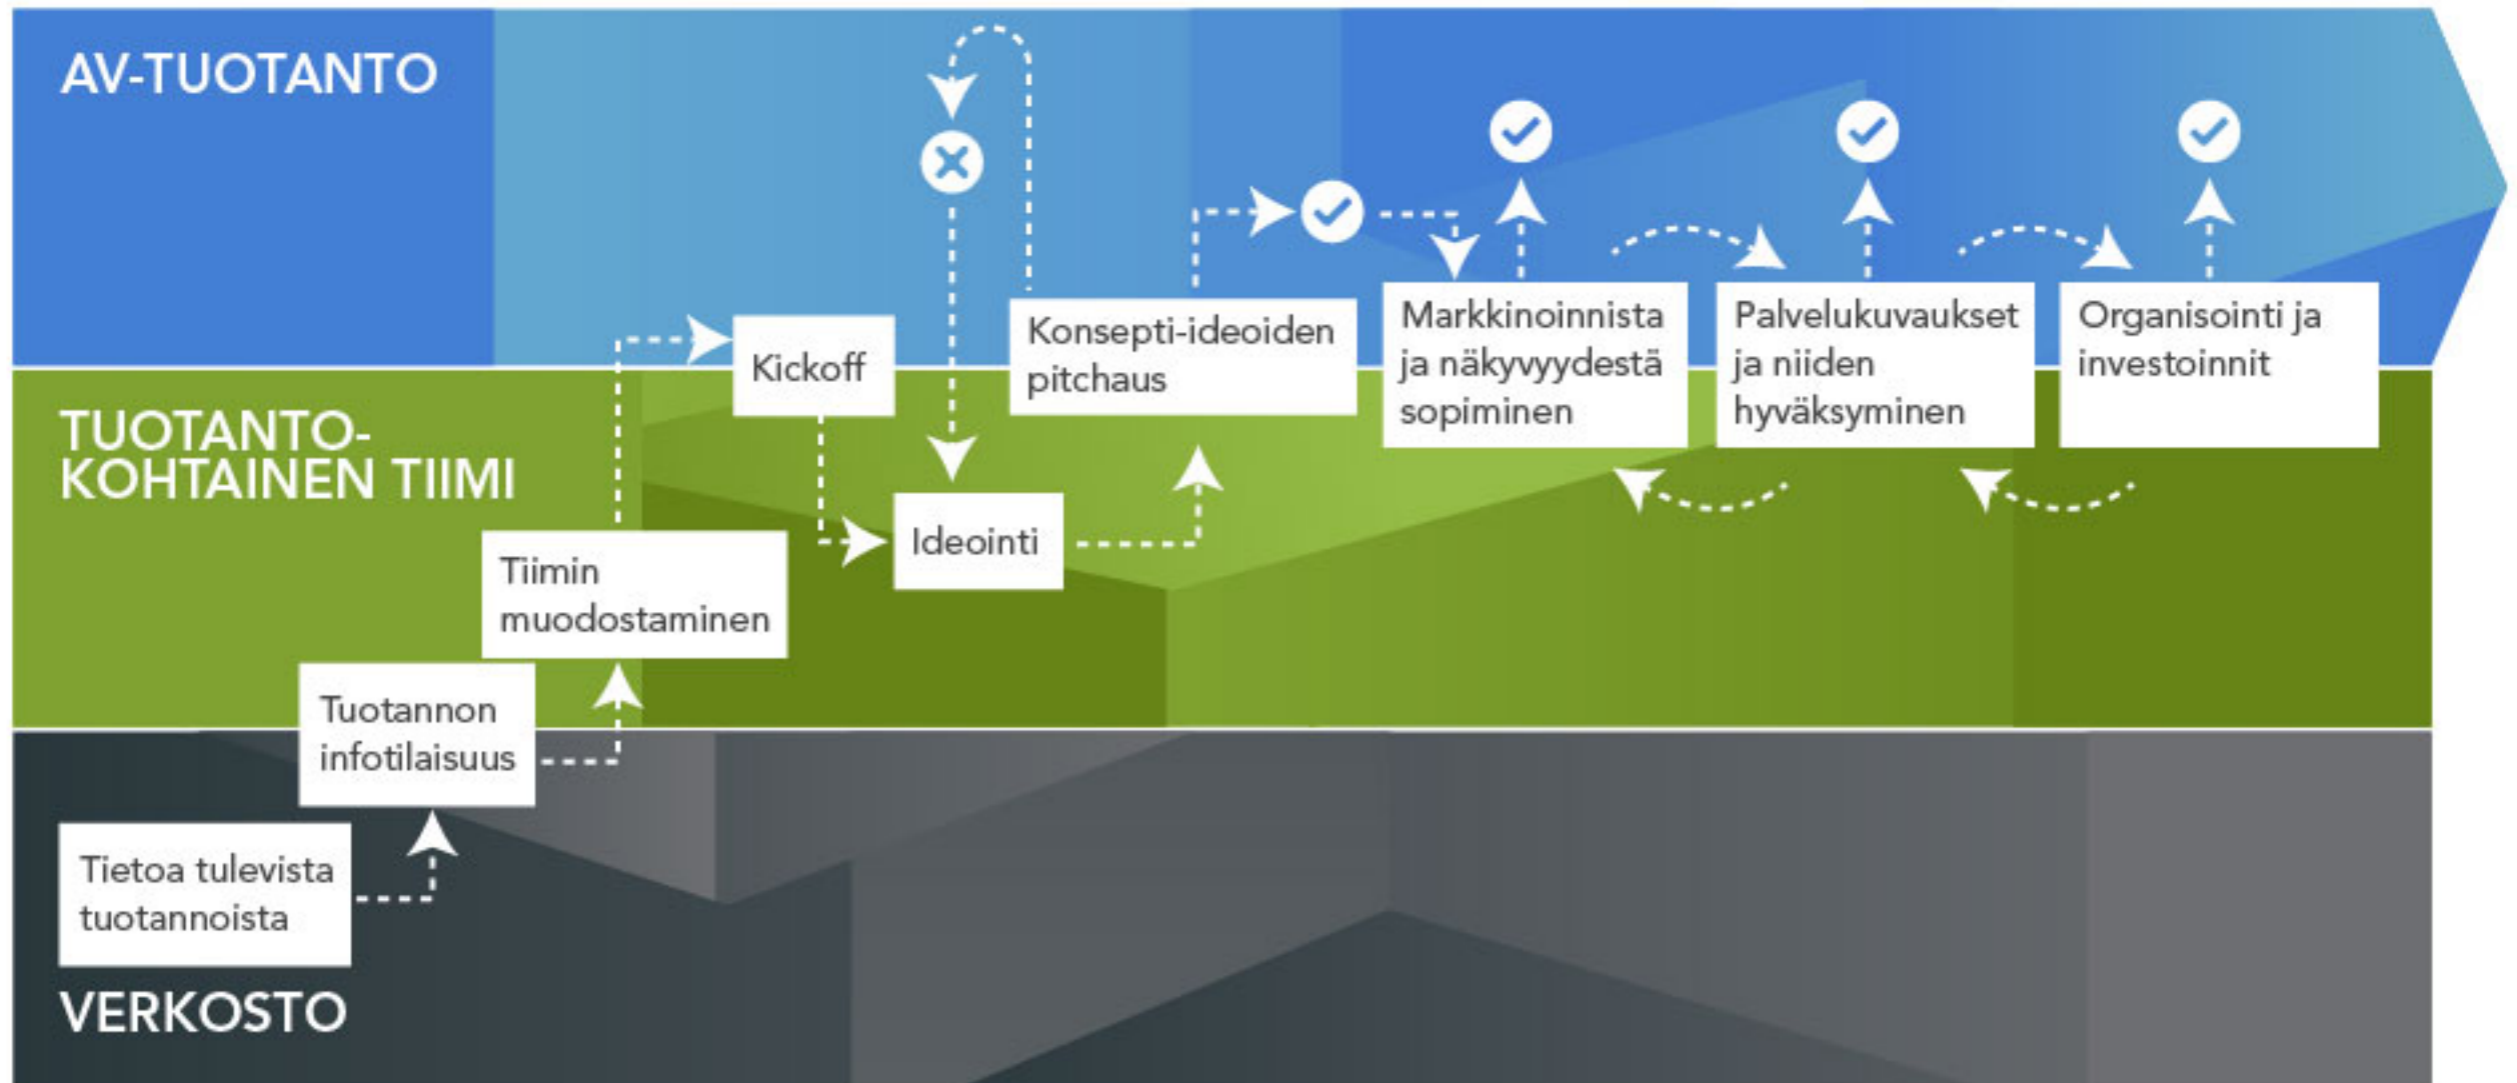 AV-TUOTANTO
TUOTANTO-
KOHTAINEN TIIMI
VERKOSTO
Tietoa tulevista
tuotannoista
Tuotannon
infotilaisuus
Tiimin
muodostaminen
Kickoff
Ideointi
Konsepti-ideoiden
pitchaus
Markkinoinnista
ja näkyvyydestä
sopiminen
Palvelukuvaukset
ja niiden
hyväksyminen
Organisointi ja
investoinnit